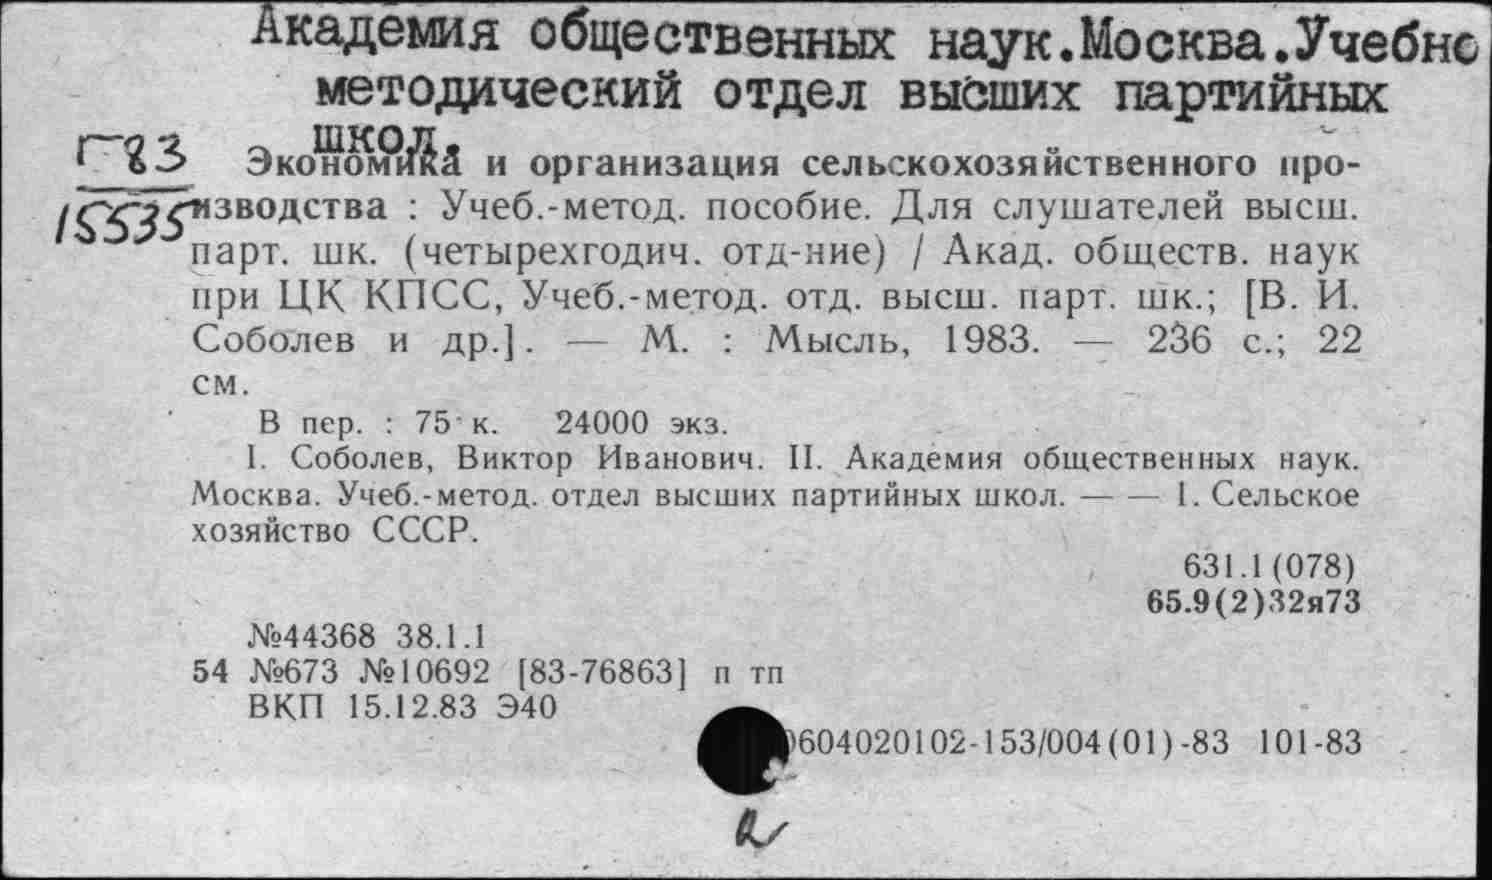 Академия общественных наук.Москва.Учебно
методический отдел высших партийных
школ.
Г83
15535
Экономика и организация сельскохозяйственного про-
изводства : Учеб.-метод. пособие. Для слушателей высш.
парт. шк. (четырехгодич. отд-ние) / Акад. обществ. наук
при ЦК КПСС, Учеб.-метод. отд. высш. парт. шк.; [В. И.
Соболев и др.]. — М. : Мысль, 1983. — 236 с.; 22
см.
В пер. : 75 к. 24000 экз.
I. Соболев, Виктор Иванович. II. Академия общественных наук.
Москва. Учеб.-метод. отдел высших партийных школ. — — 1. Сельское
хозяйство СССР.
631.1(078)
65.9(2)32я73
№44368 38.1.1
54 №673 №10692 [83-76863] п тп
ВКП 15.12.83 Э40
0604020102-153/004(01)-83 101-83